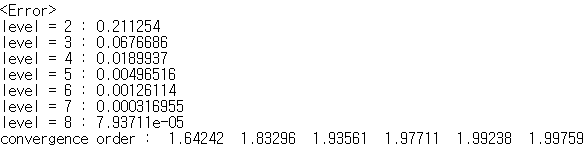 <Error>
level = 2 : 0.211254
level = 3 : 0.0676686
level = 4 : 0.0189937
level = 5 : 0.00496516
level = 6 : 0.00126114
level = 7 : 0.000316955
level = 8 : 7.93711e-05
convergence order :  1.64242  1.83296  1.93561  1.97711  1.99238  1.99759